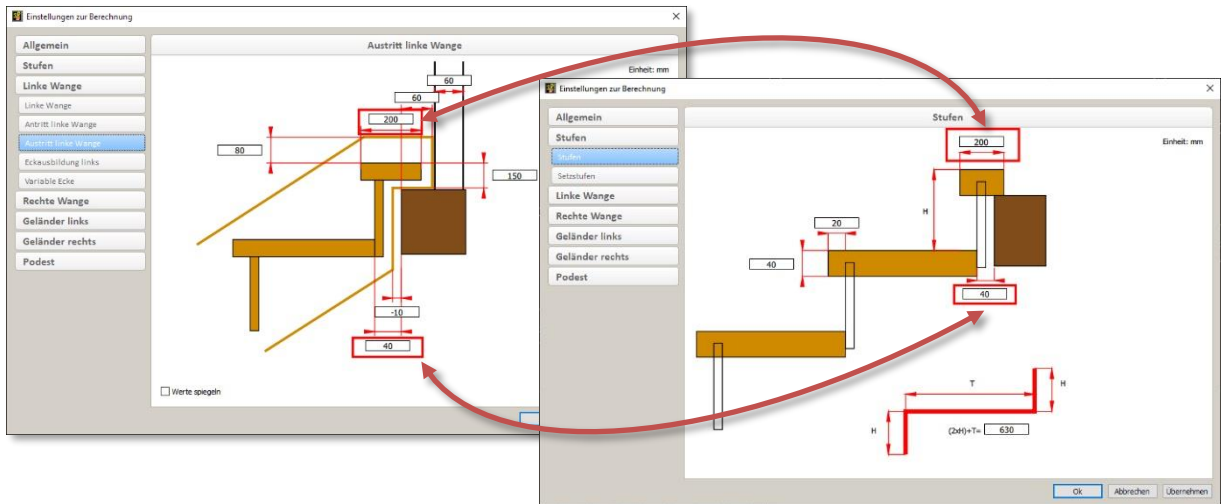 Einstellungen zur Berechnung
Allgemein
Stufen
Linke Wange
Linke Wange
Antritt linke Wange
Austritt linke Wange
Eckausbildung links
Variable Ecke
Rechte Wange
Geländer links
Geländer rechts
Podest
Austritt linke Wange
Einheit: mm
60
60
200
80
150
-10
40
Werte spiegeln
Einstellungen zur Berechnung
Allgemein
Stufen
Stufen
Setzstufen
Linke Wange
Rechte Wange
Geländer links
Geländer rechts
Podest
Stufen
Einheit: mm
200
H
20
40
40
T
H
H
(2xH)+T= 630
Ok Abbrechen Übernehmen